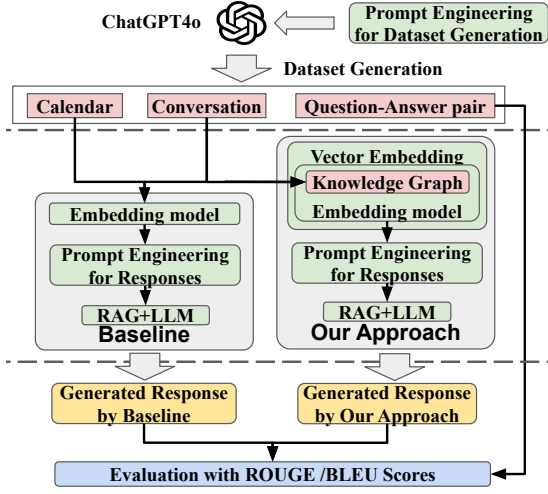 ChatGPT4o
Prompt Engineering
for Dataset Generation
Dataset Generation
Calendar
Conversation
Question-Answer pair
Vector Embedding
Knowledge Graph
Embedding model
Embedding model
Prompt Engineering
for Responses
Prompt Engineering
for Responses
RAG+LLM
Baseline
RAG+LLM
Our Approach
Generated Response
by Baseline
Generated Response
by Our Approach
Evaluation with ROUGE /BLEU Scores